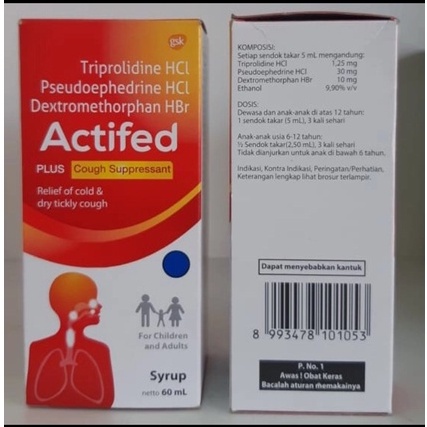 gsk
Triprolidine HCl
Pseudoephedrine HCl
Dextromethorphan HBr
Actifed
PLUS Cough Suppressant
Relief of cold &
dry tickly cough
For Children
and Adults
Syrup
netto 60 mL
KOMPOSISI:
Setiap sendok takar 5 mL mengandung:
Triprolidine HCl 1,25 mg
Pseudoephedrine HCl 30 mg
Dextromethorphan HBr 10 mg
Ethanol 9,90% v/v
DOSIS:
Dewasa dan anak-anak di atas 12 tahun:
1 sendok takar (5 mL), 3 kali sehari
Anak-anak usia 6-12 tahun:
½ Sendok takar(2,50 mL), 3 kali sehari
Tidak dianjurkan untuk anak di bawah 6 tahun.
Indikasi, Kontra Indikasi, Peringatan/Perhatian,
Keterangan lengkap lihat brosur terlampir.
Dapat menyebabkan kantuk
8 993478 101053
P. No. 1
Awas ! Obat Keras
Bacalah aturan memakainya